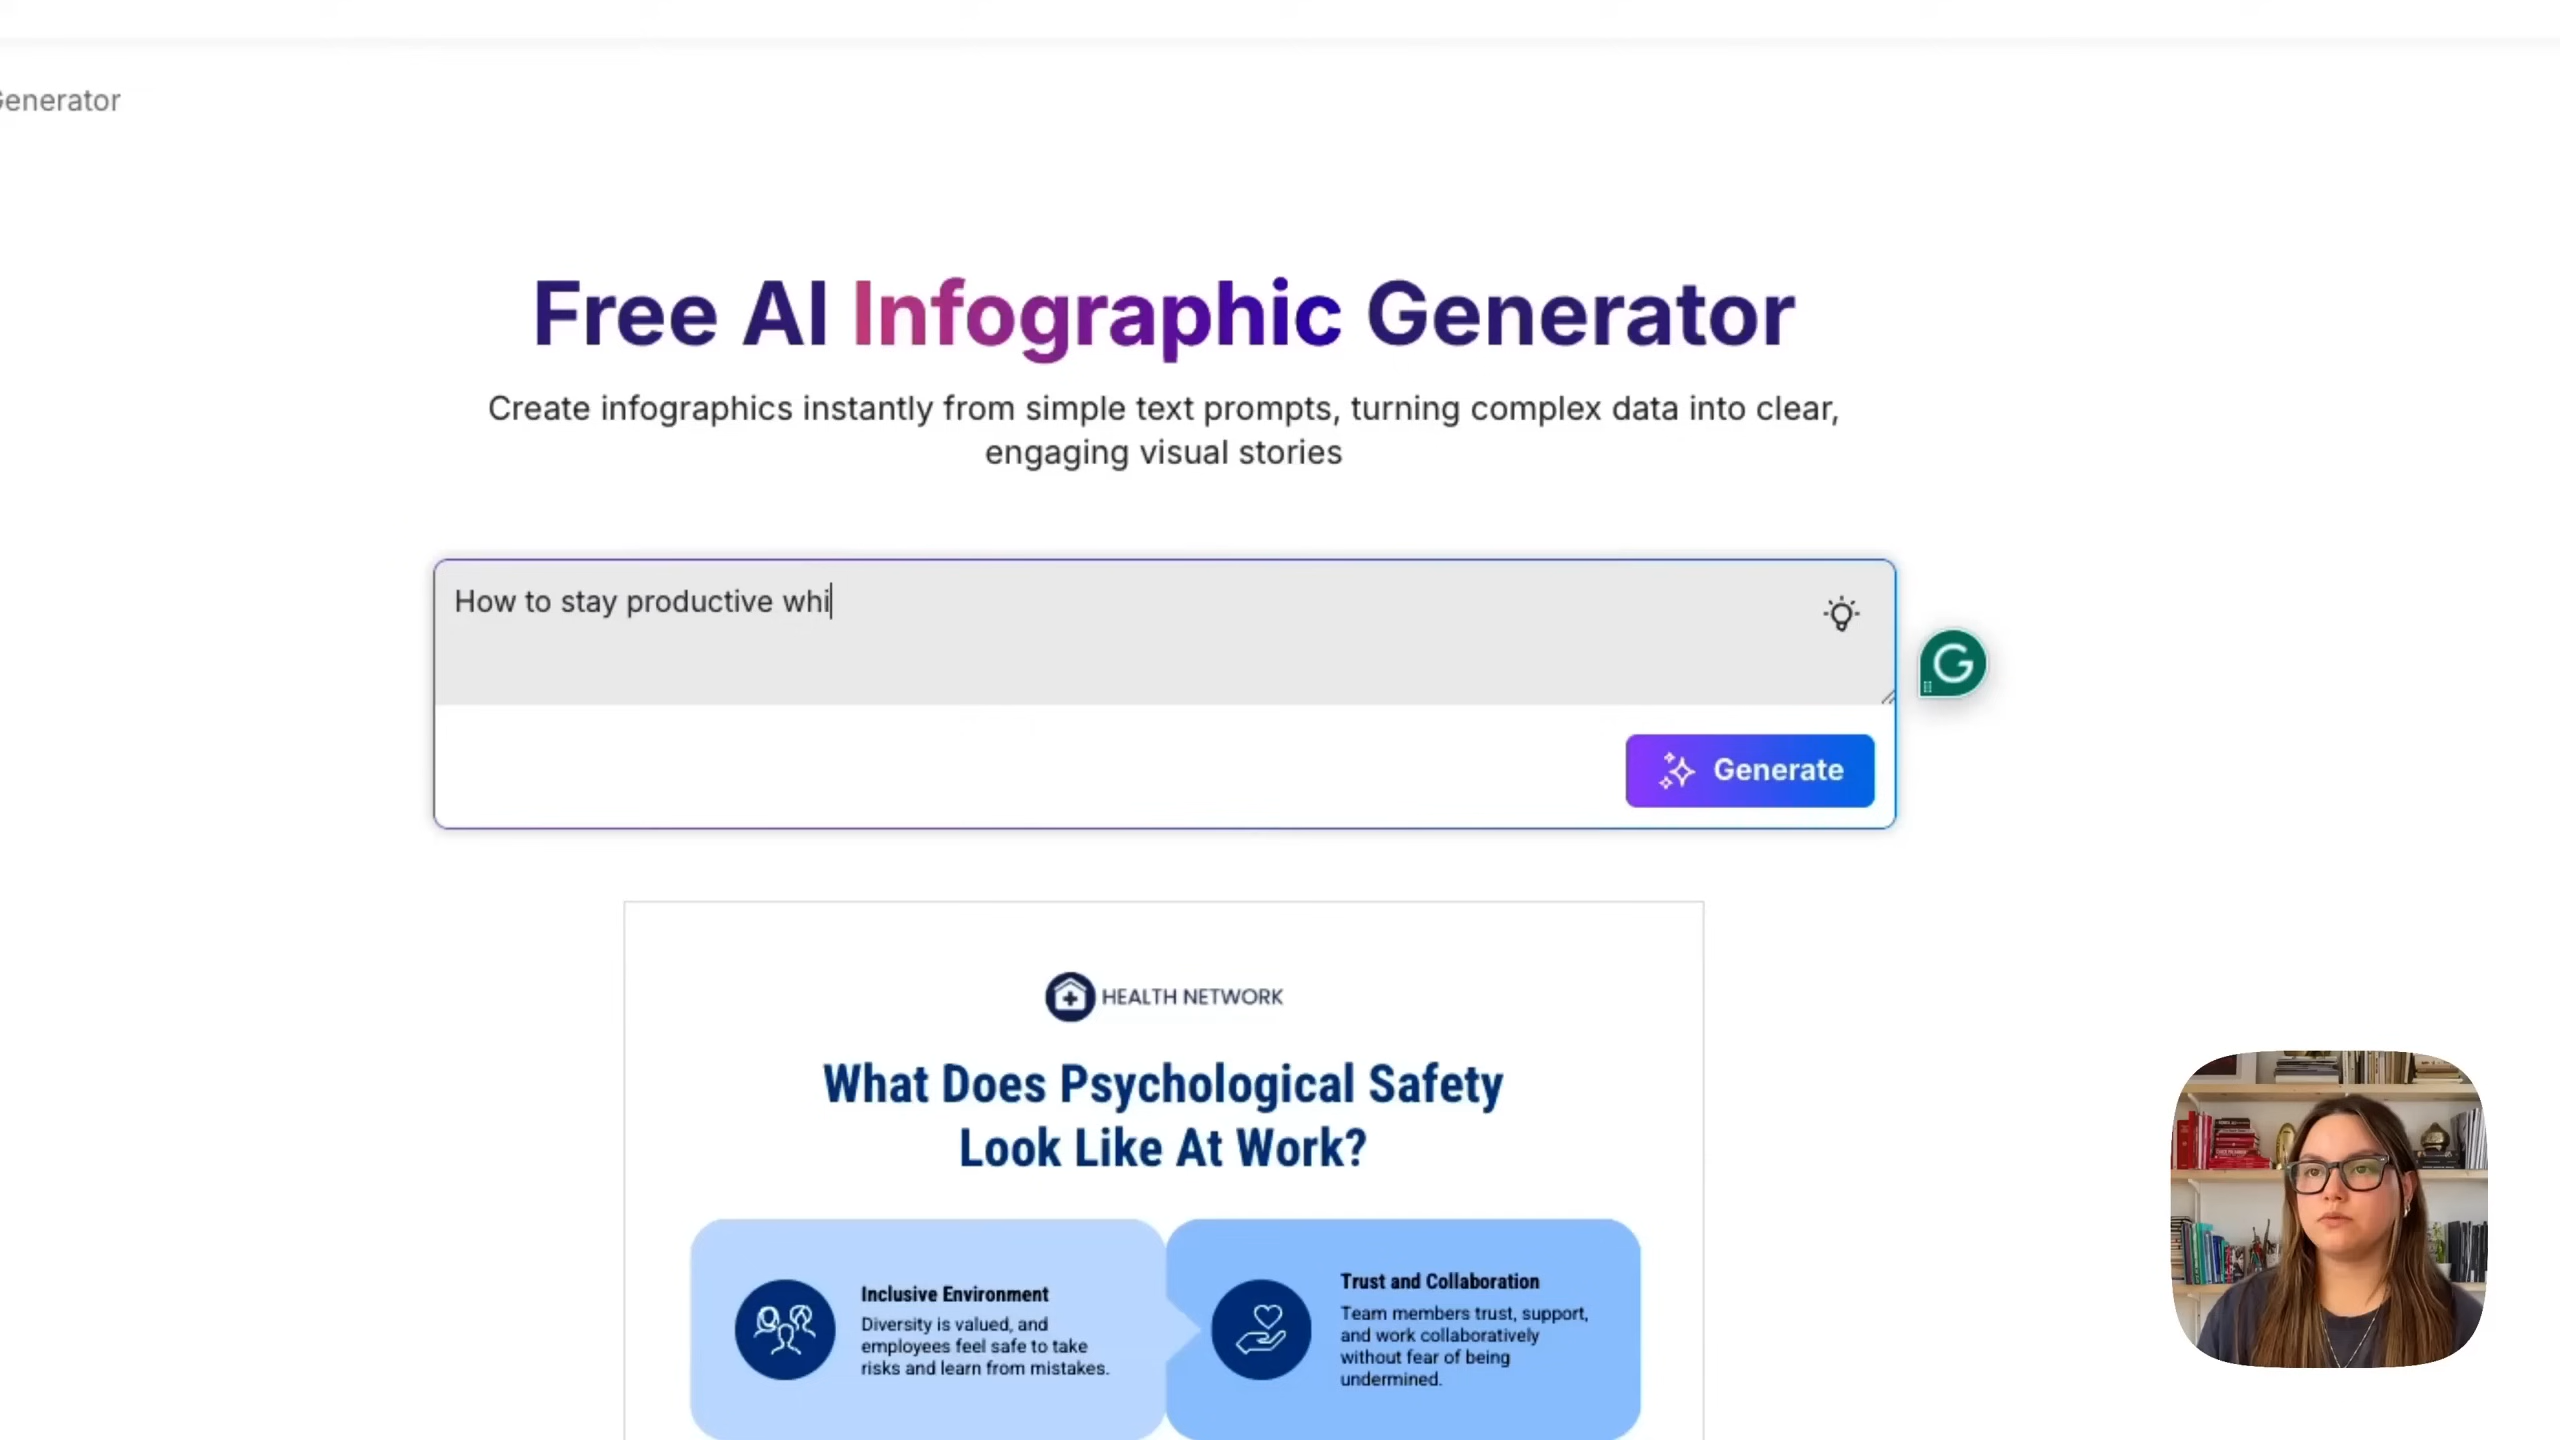 Generator
Free AI Infographic Generator
Create infographics instantly from simple text prompts, turning complex data into clear,
engaging visual stories
How to stay productive whi
G
Generate
HEALTH NETWORK
What Does Psychological Safety
Look Like At Work?
Inclusive Environment
Diversity is valued, and
employees feel safe to take
risks and learn from mistakes.
Trust and Collaboration
Team members trust, support,
and work collaboratively
without fear of being
undermined.